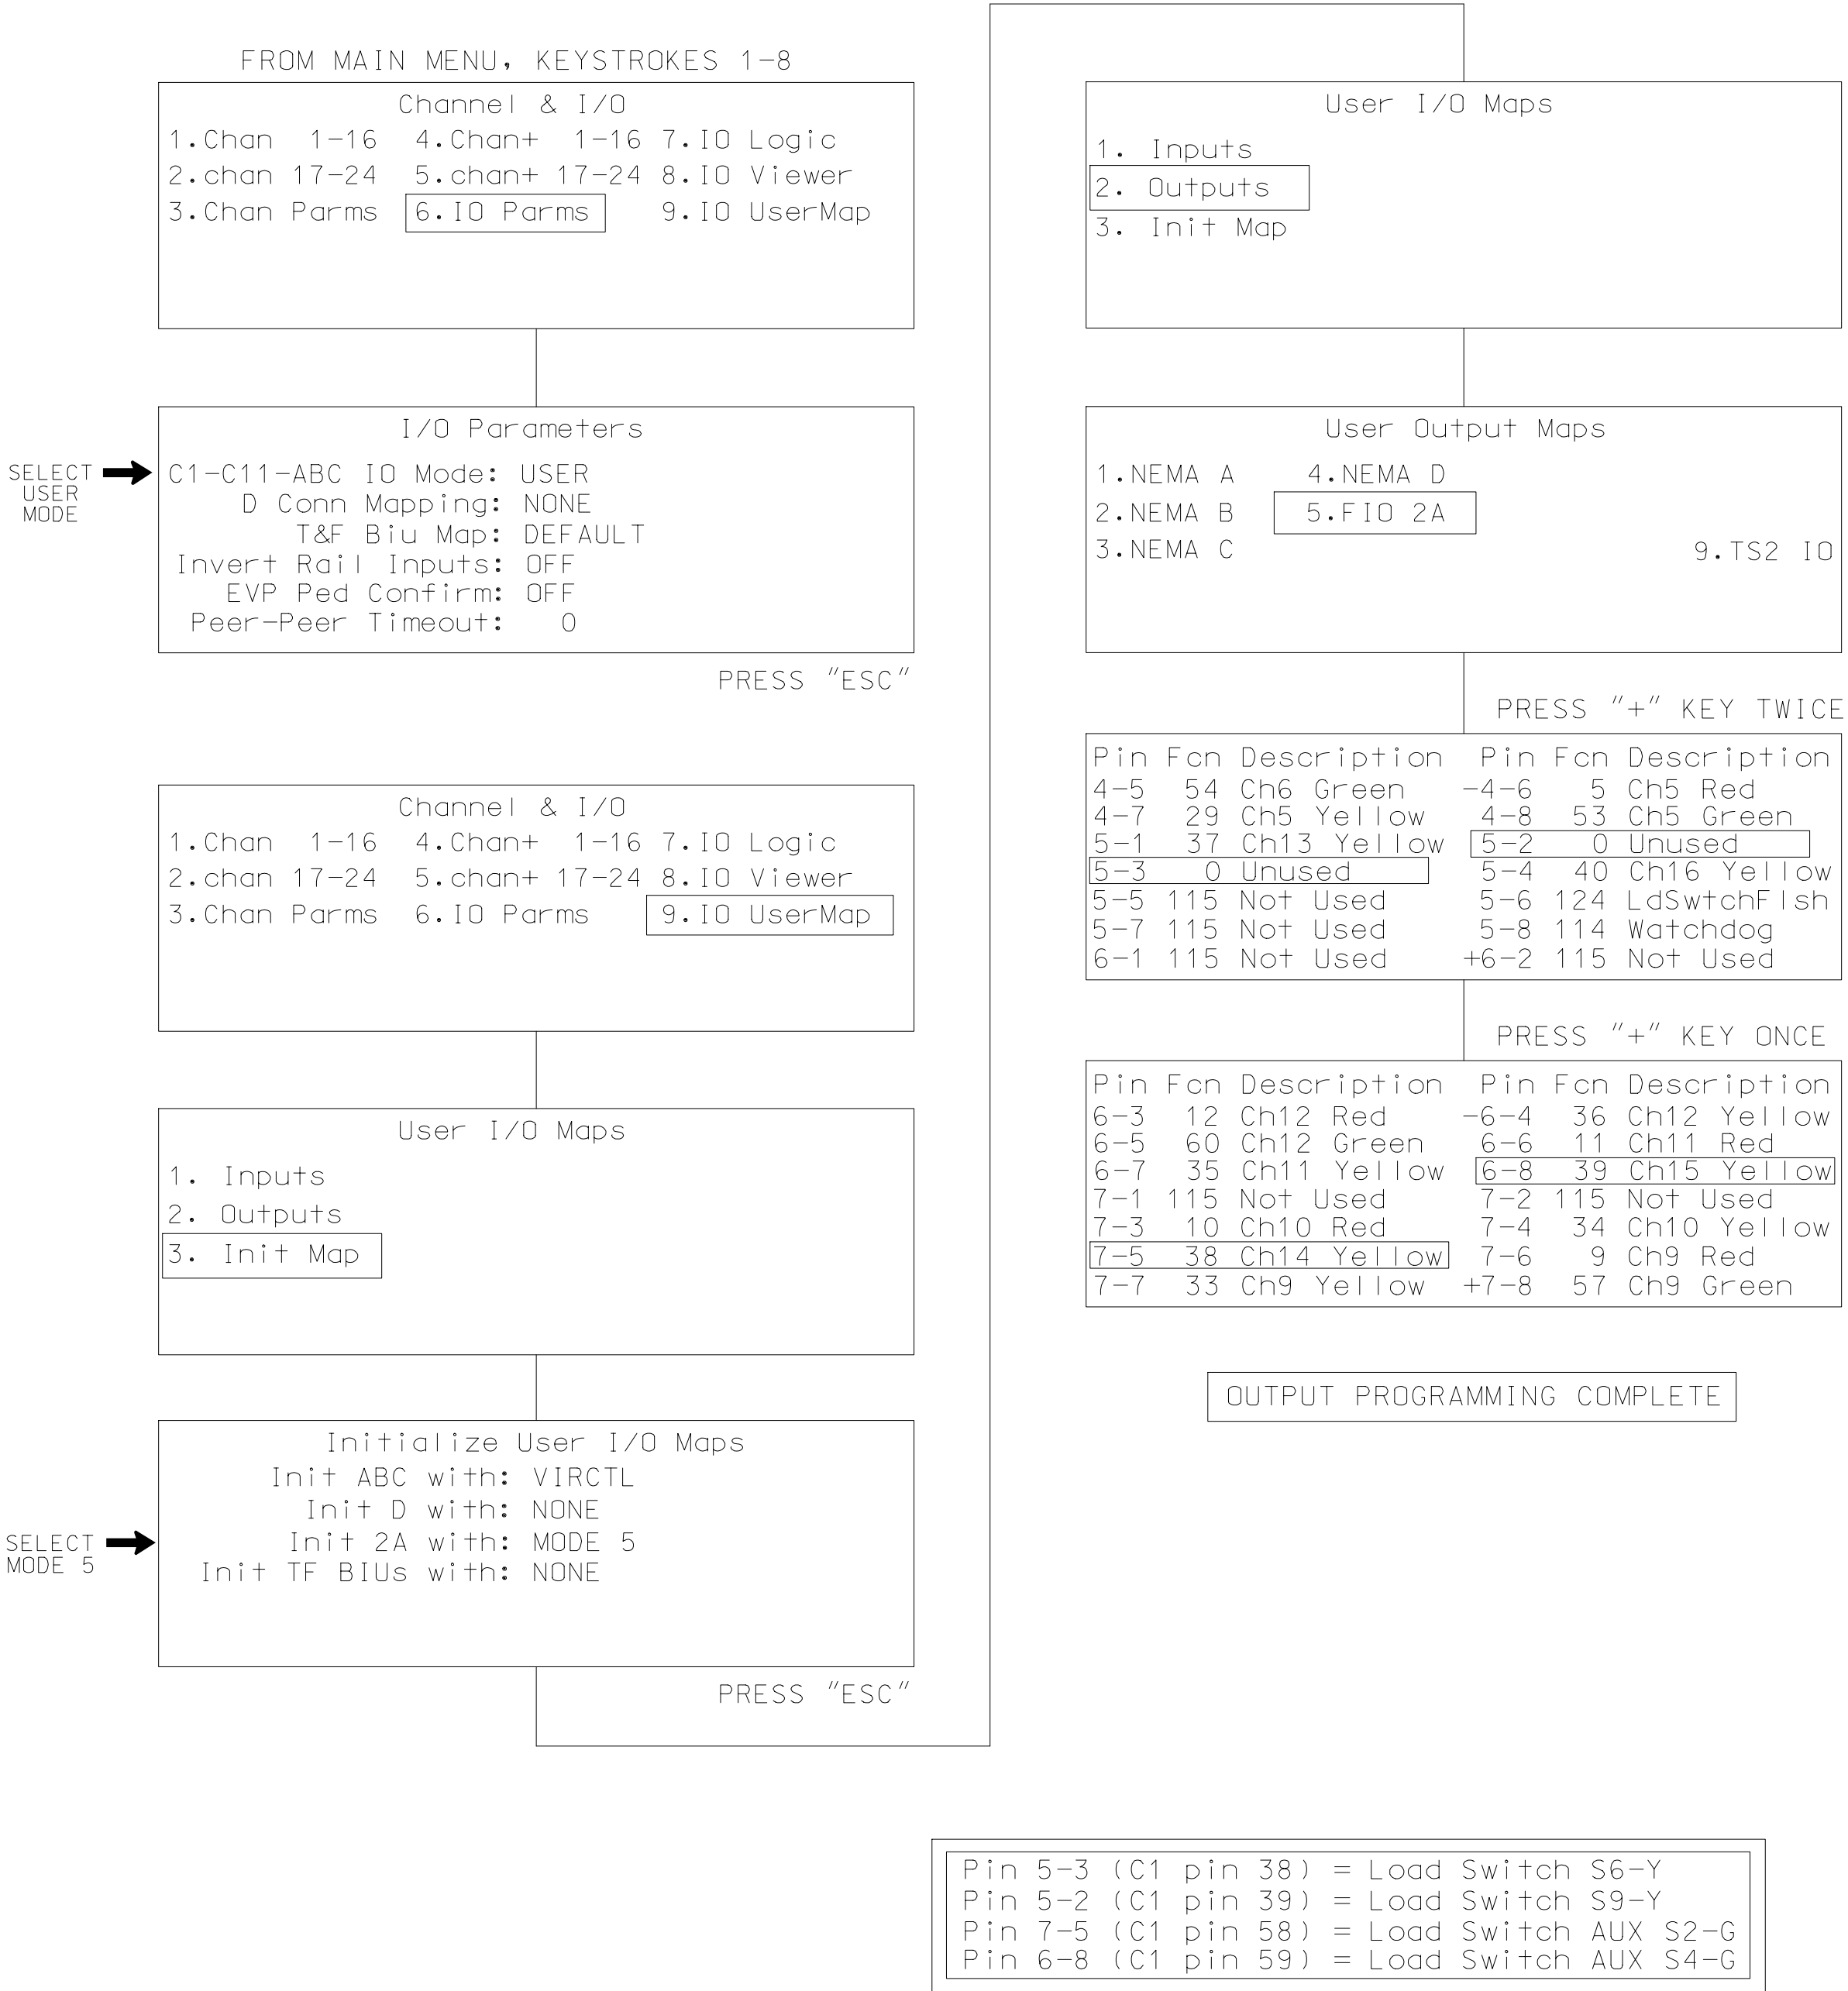 FROM MAIN MENU, KEYSTROKES 1-8
Channel & I/O
1.Chan 1-16 4.Chan+ 1-16 7.IO Logic
2.chan 17-24 5.chan+ 17-24 8.IO Viewer
3.Chan Parms 6.IO Parms 9.IO UserMap
I/O Parameters
SELECT
USER
MODE
C1-C11-ABC IO Mode: USER
D Conn Mapping: NONE
T&F Biu Map: DEFAULT
Invert Rail Inputs: OFF
EVP Ped Confirm: OFF
Peer-Peer Timeout: 0
PRESS "ESC"
Channel & I/O
1.Chan 1-16 4.Chan+ 1-16 7.IO Logic
2.chan 17-24 5.chan+ 17-24 8.IO Viewer
3.Chan Parms 6.IO Parms 9.IO UserMap
User I/O Maps
1. Inputs
2. Outputs
3. Init Map
Initialize User I/O Maps
Init ABC with: VIRCTL
Init D with: NONE
SELECT
MODE 5
Init 2A with: MODE 5
Init TF BIUs with: NONE
PRESS "ESC"
User I/O Maps
1. Inputs
2. Outputs
3. Init Map
User Output Maps
1.NEMA A 4.NEMA D
2.NEMA B 5.FIO 2A
3.NEMA C 9.TS2 IO
PRESS "+" KEY TWICE
Pin Fcn Description Pin Fcn Description
4-5 54 Ch6 Green -4-6 5 Ch5 Red
4-7 29 Ch5 Yellow 4-8 53 Ch5 Green
5-1 37 Ch13 Yellow 5-2 0 Unused
5-3 0 Unused 5-4 40 Ch16 Yellow
5-5 115 Not Used 5-6 124 LdSwtchFlsh
5-7 115 Not Used 5-8 114 Watchdog
6-1 115 Not Used +6-2 115 Not Used
PRESS "+" KEY ONCE
Pin Fcn Description Pin Fcn Description
6-3 12 Ch12 Red -6-4 36 Ch12 Yellow
6-5 60 Ch12 Green 6-6 11 Ch11 Red
6-7 35 Ch11 Yellow 6-8 39 Ch15 Yellow
7-1 115 Not Used 7-2 115 Not Used
7-3 10 Ch10 Red 7-4 34 Ch10 Yellow
7-5 38 Ch14 Yellow 7-6 9 Ch9 Red
7-7 33 Ch9 Yellow +7-8 57 Ch9 Green
OUTPUT PROGRAMMING COMPLETE
Pin 5-3 (C1 pin 38) = Load Switch S6-Y
Pin 5-2 (C1 pin 39) = Load Switch S9-Y
Pin 7-5 (C1 pin 58) = Load Switch AUX S2-G
Pin 6-8 (C1 pin 59) = Load Switch AUX S4-G